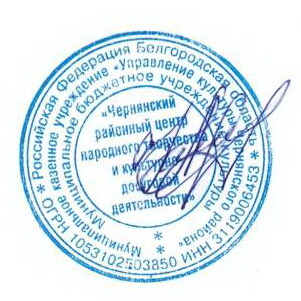 * Российская Федерация Белгородская область *
ОГРН 1053102503850 ИНН 3119006453
Муниципальное казенное учреждение «Управление культуры Чернянского района»
Муниципальное бюджетное учреждение культуры
«Чернянский
районный центр
народного творчества
и культурно-
досуговой
деятельности»